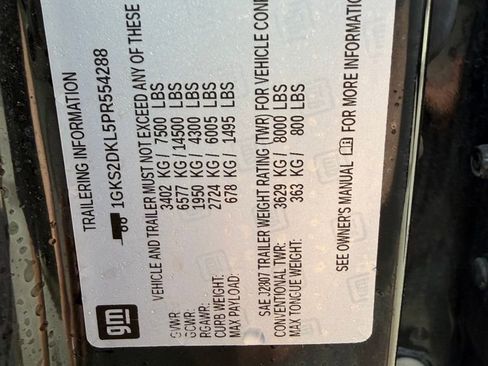 TRAILERING INFORMATION
1GKS2DKL5PR554288
VEHICLE AND TRAILER MUST NOT EXCEED ANY OF THESE
GVWR: 3402 KG / 7500 LBS
GCWR: 6577 KG / 14500 LBS
RGAWR: 1950 KG / 4300 LBS
CURB WEIGHT: 2724 KG / 6005 LBS
MAX PAYLOAD: 678 KG / 1495 LBS
SAE J2807 TRAILER WEIGHT RATING (TWR) FOR VEHICLE
CONVENTIONAL TWR: 3629 KG / 8000 LBS
MAX TONGUE WEIGHT: 363 KG / 800 LBS
SEE OWNER'S MANUAL FOR MORE INFORMATION
gm